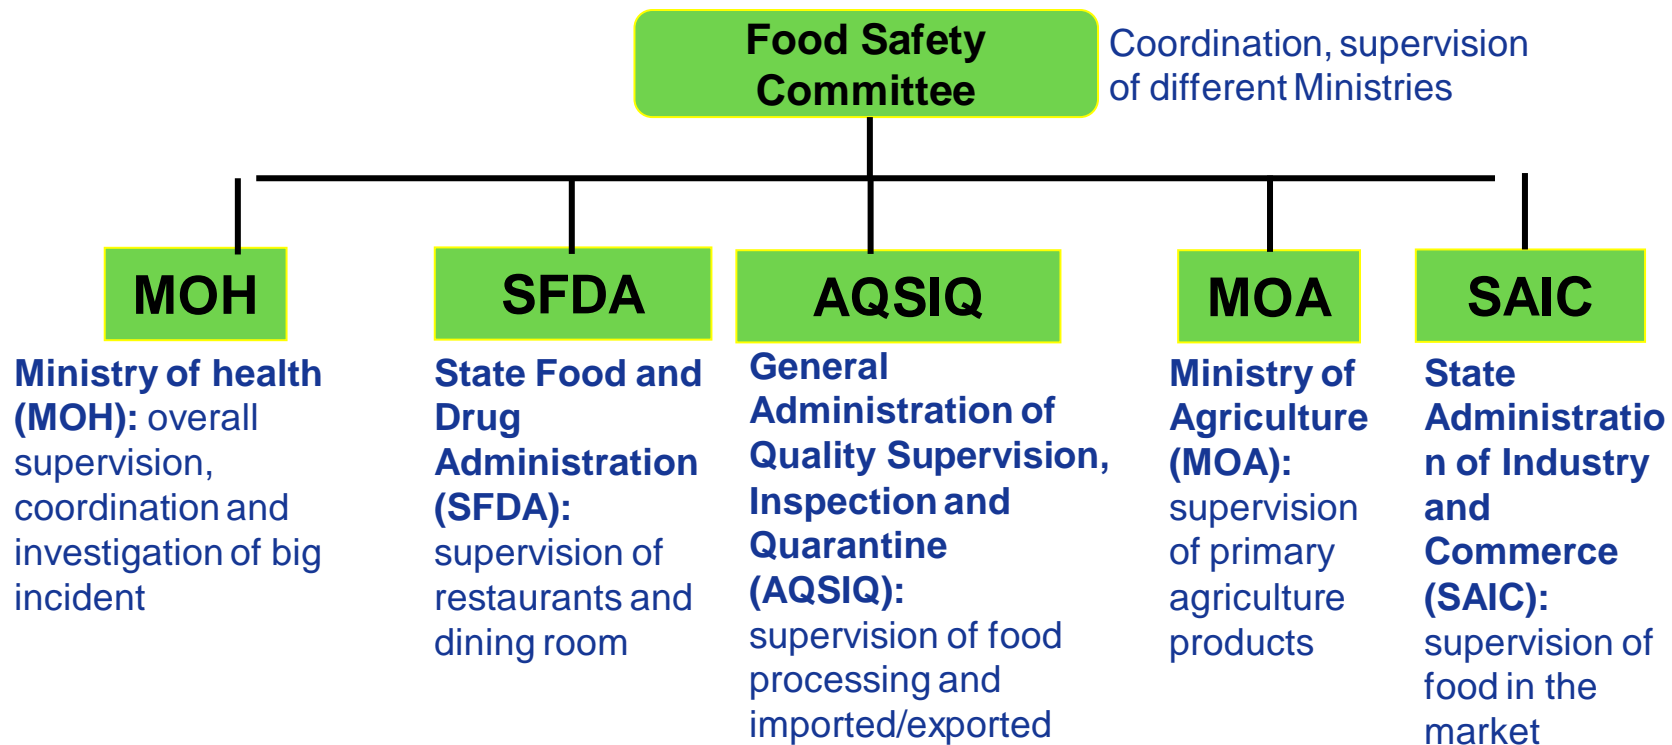 Food Safety
Committee
Coordination, supervision
of different Ministries
MOH
SFDA
AQSIQ
MOA
SAIC
Ministry of health
(MOH): overall
supervision,
coordination and
investigation of big
incident
State Food and
Drug
Administration
(SFDA):
supervision of
restaurants and
dining room
General
Administration of
Quality Supervision,
Inspection and
Quarantine
(AQSIQ):
supervision of food
processing and
imported/exported
Ministry of
Agriculture
(MOA):
supervision
of primary
agriculture
products
State
Administratio
n of Industry
and
Commerce
(SAIC):
supervision of
food in the
market